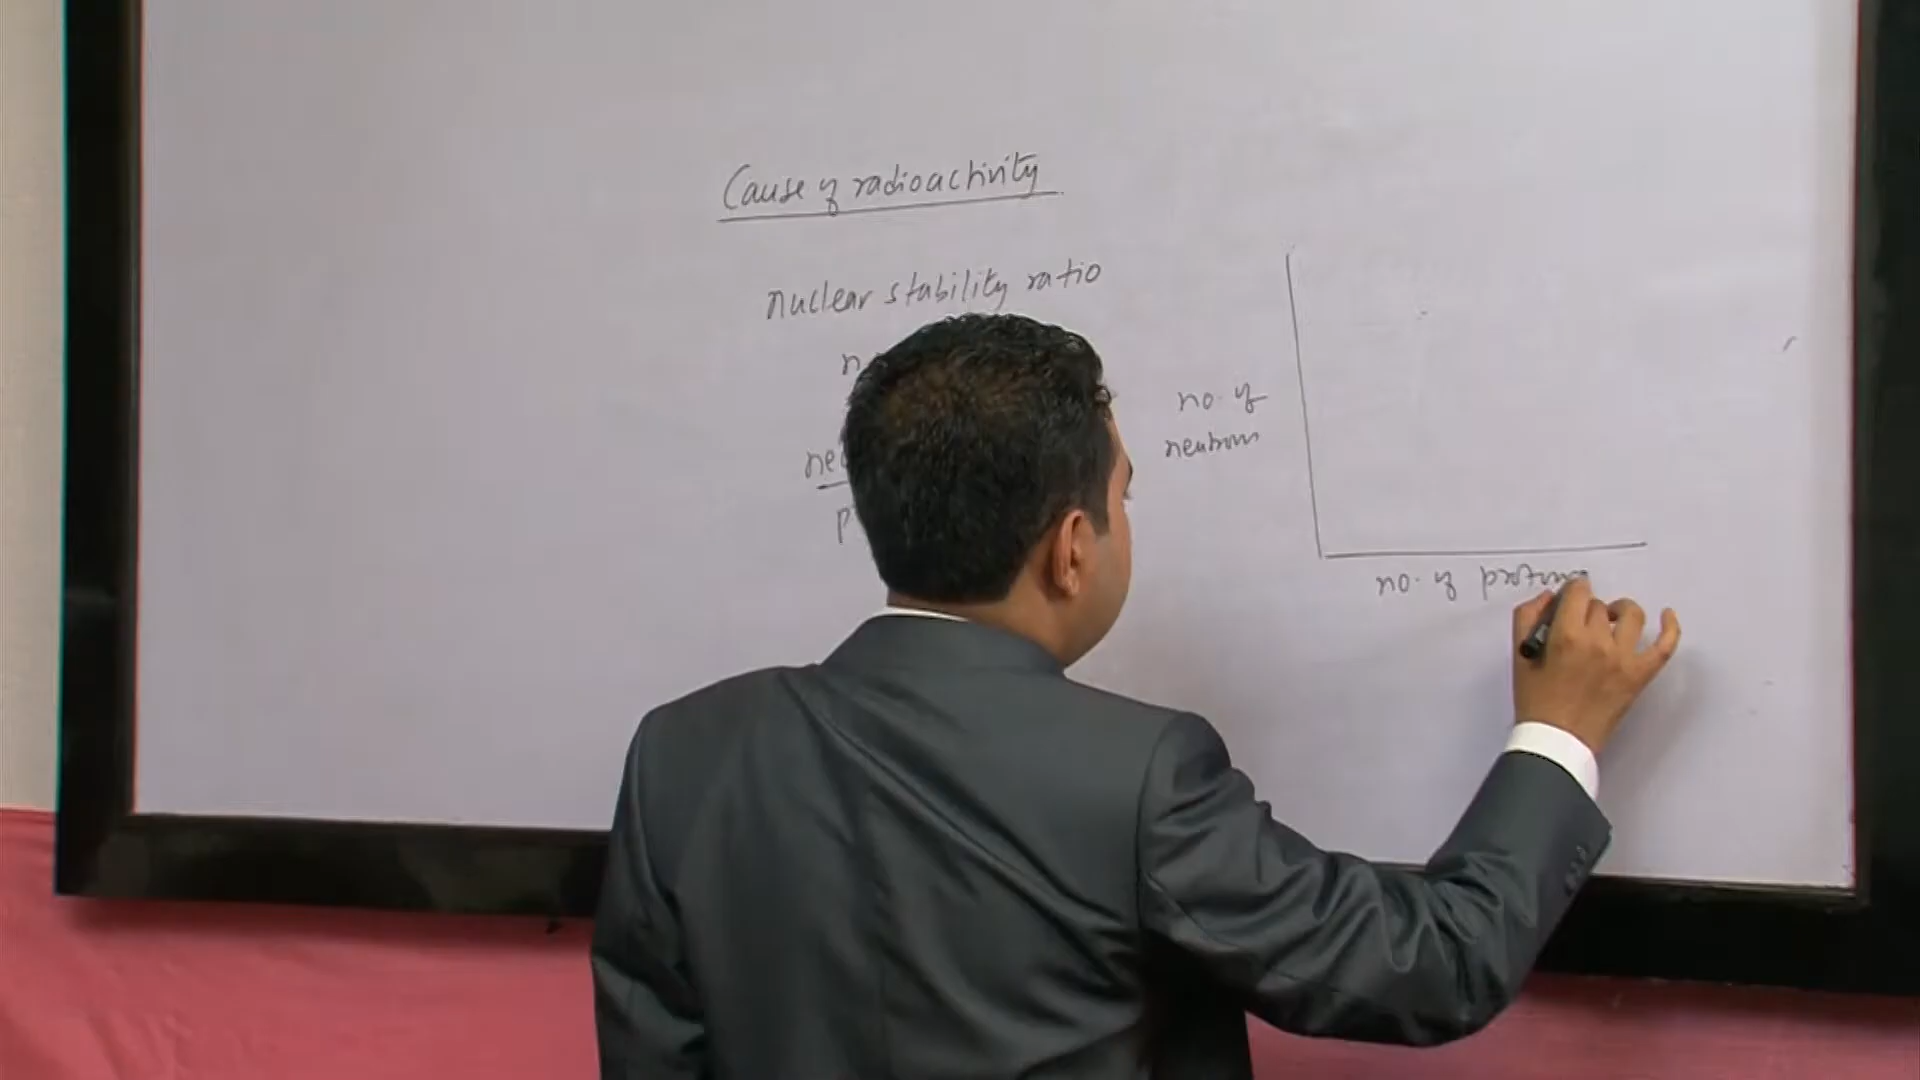 Cause of radioactivity
nuclear stability ratio
no. of
neutrons
no. of protons